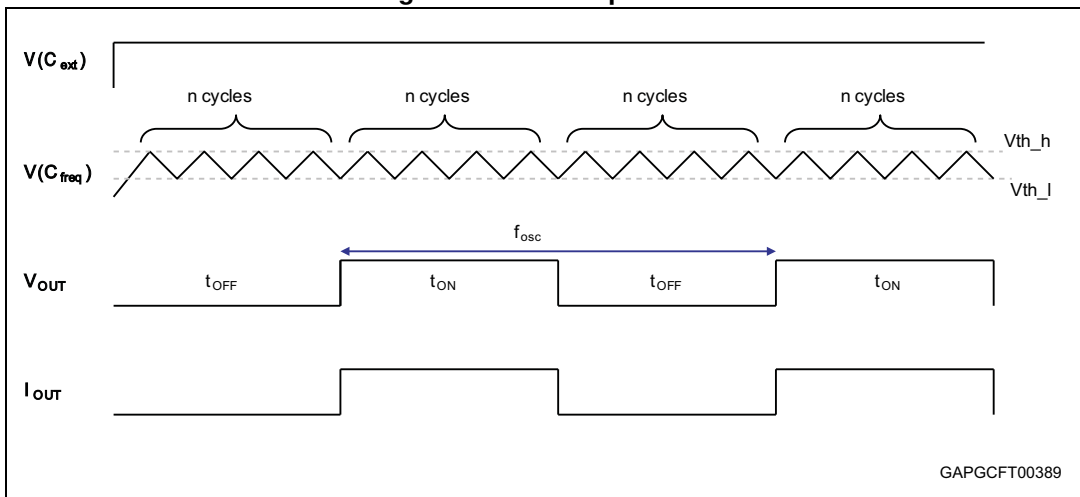 V(Cext)
n cycles n cycles n cycles n cycles
Vth_h
V(Cfreq)
Vth_l
fosc
VOUT
tOFF tON tOFF tON
IOUT
GAPGCFT00389